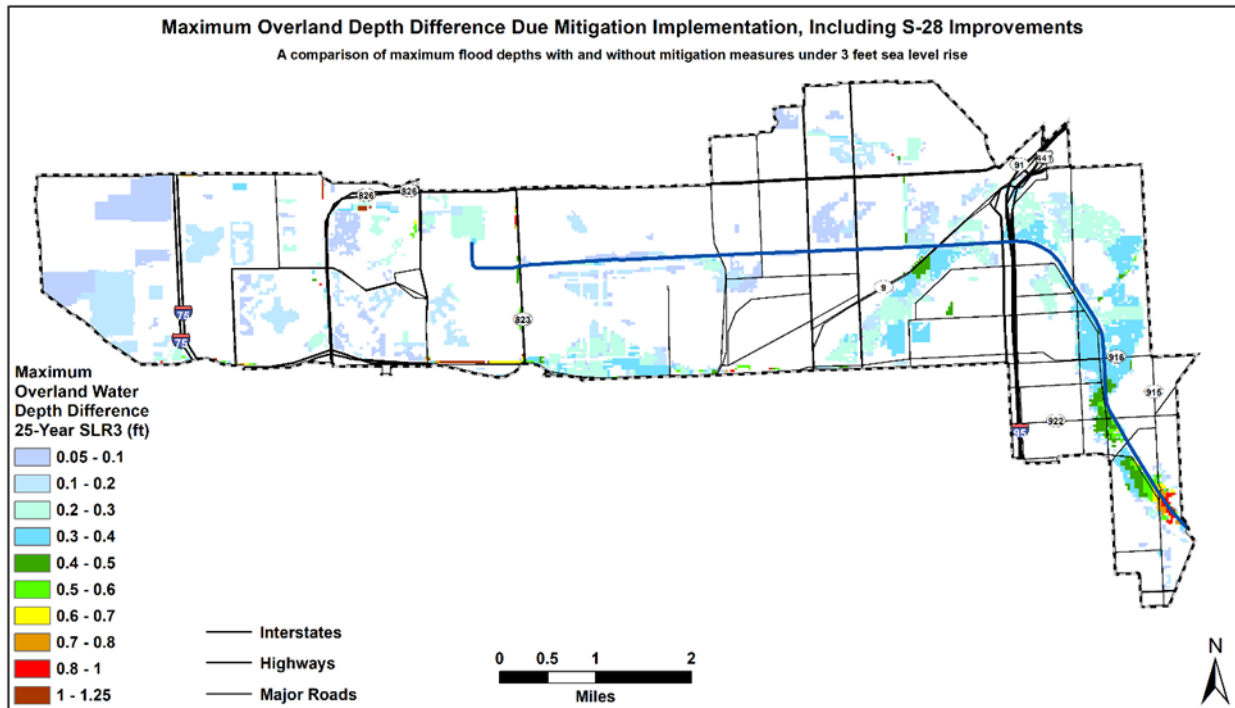 Maximum Overland Depth Difference Due Mitigation Implementation, Including S-28 Improvements
A comparison of maximum flood depths with and without mitigation measures under 3 feet sea level rise
91
441
826
826
9
75
75
823
916
915
922
95
Maximum
Overland Water
Depth Difference
25-Year SLR3 (ft)
0.05 - 0.1
0.1 - 0.2
0.2 - 0.3
0.3 - 0.4
0.4 - 0.5
0.5 - 0.6
0.6 - 0.7
0.7 - 0.8
0.8 - 1
1 - 1.25
Interstates
Highways
Major Roads
0 0.5 1 2
Miles
N